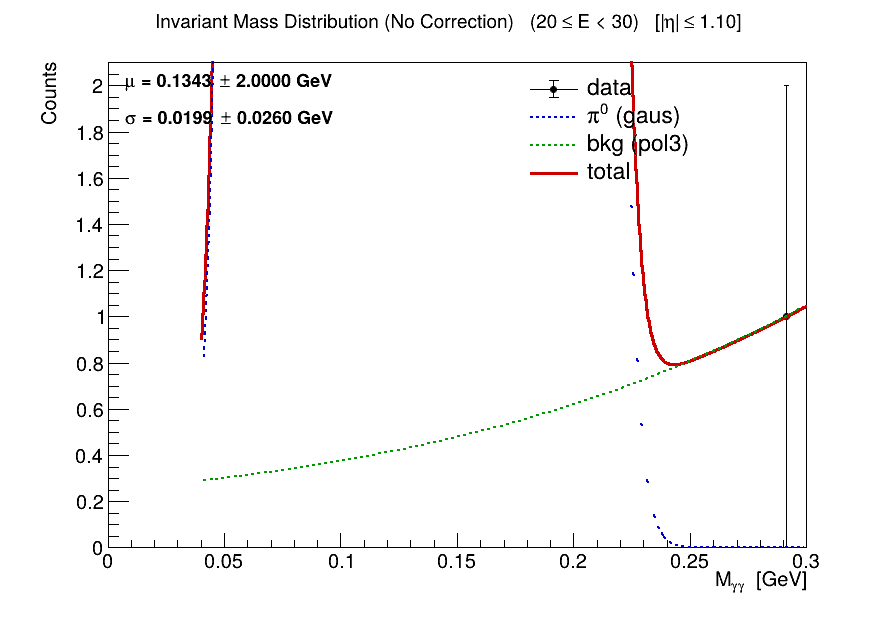 Invariant Mass Distribution (No Correction) (20 ≤ E < 30) [|η| ≤ 1.10]
Counts
μ = 0.1343 ± 2.0000 GeV
σ = 0.0199 ± 0.0260 GeV
data
π⁰ (gaus)
bkg (pol3)
total
2
1.8
1.6
1.4
1.2
1
0.8
0.6
0.4
0.2
0
0 0.05 0.1 0.15 0.2 0.25 0.3
M_γγ [GeV]